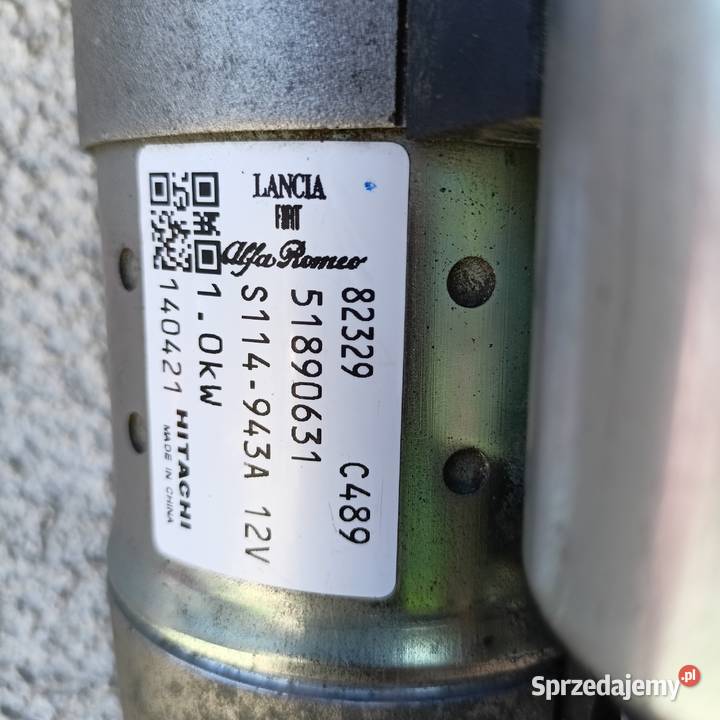 LANCIA
FIAT
Alfa Romeo
82329 C489
51890631
S114-943A 12V
1.0kW
140421 HITACHI
MADE IN CHINA
Sprzedajemy.pl